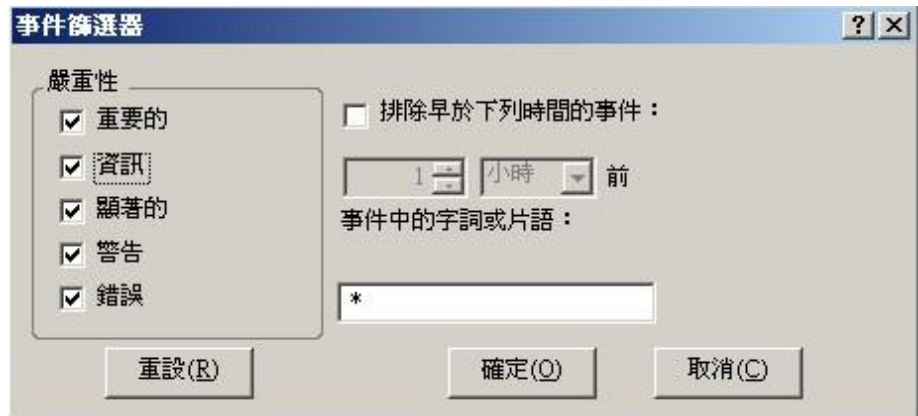 事件篩選器
嚴重性
重要的
資訊
顯著的
警告
錯誤
排除早於下列時間的事件：
1 小時 前
事件中的字詞或片語：
*
重設(R) 確定(O) 取消(C)